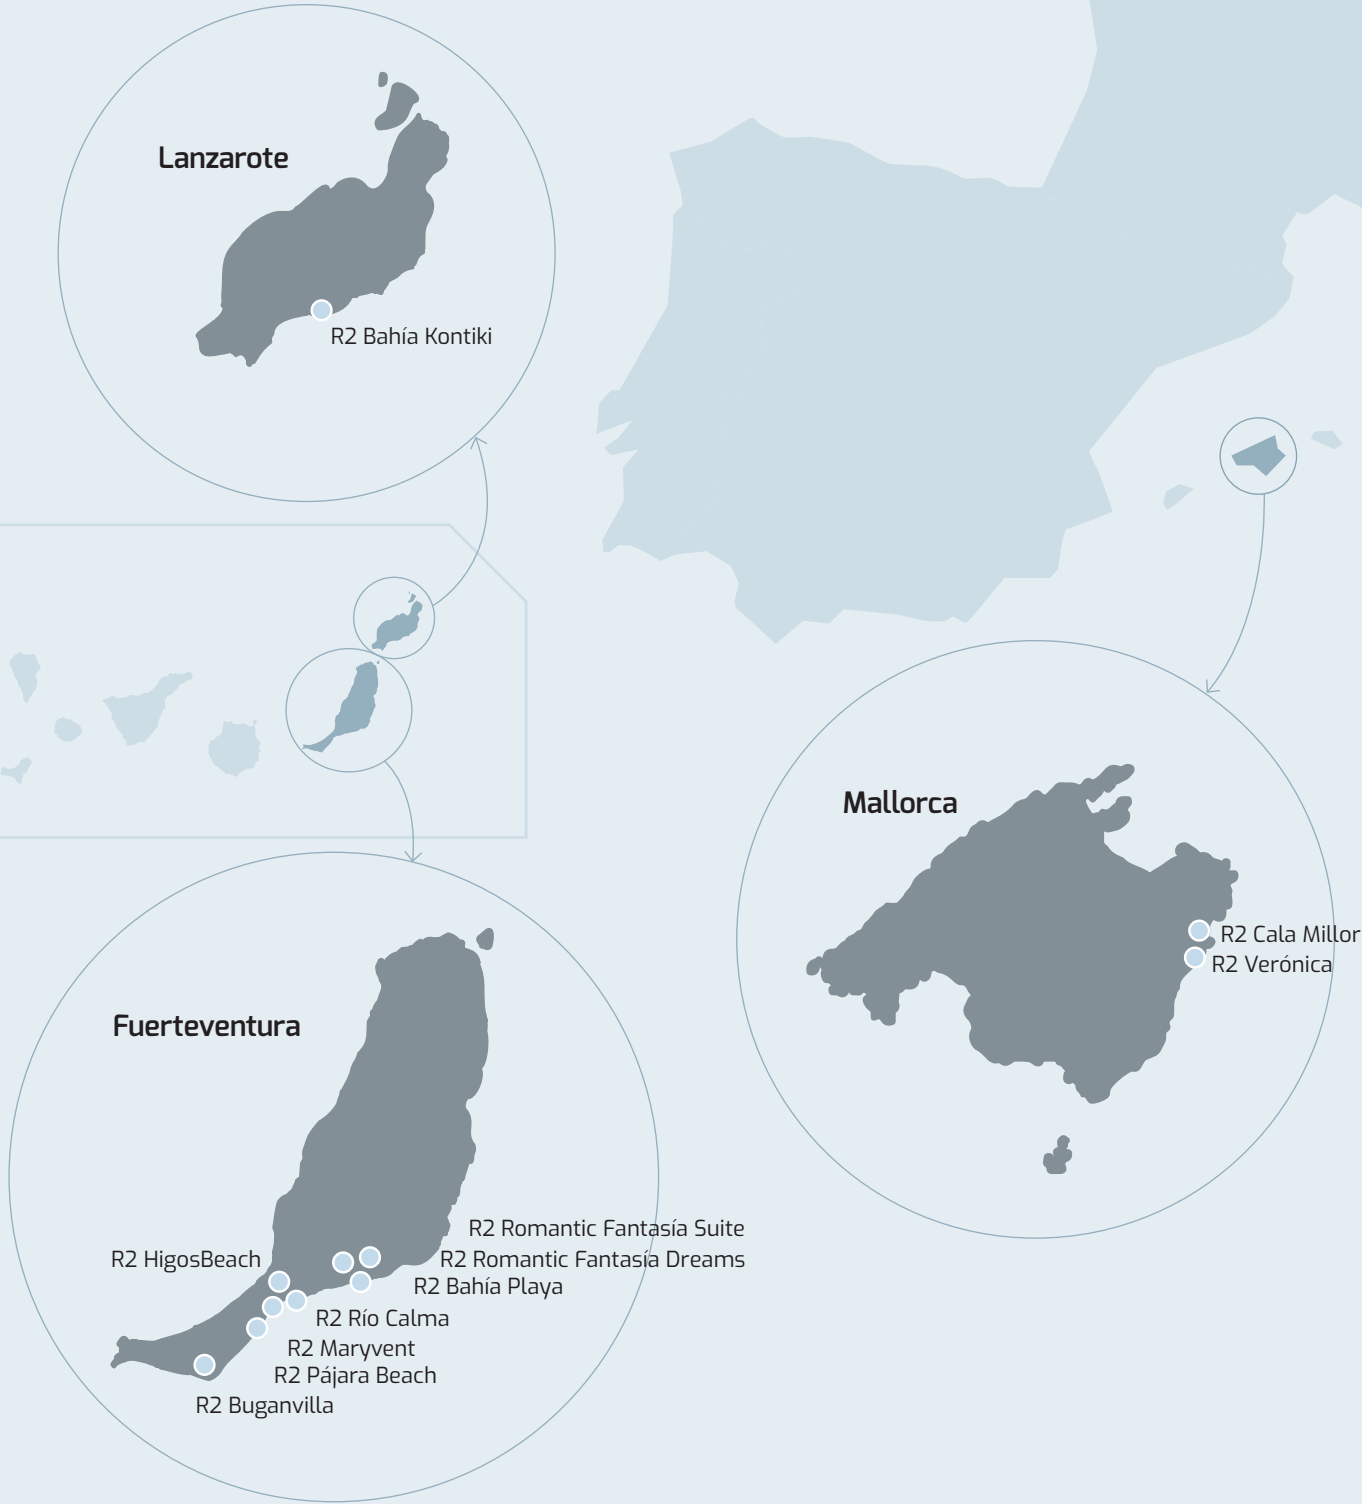 Lanzarote
R2 Bahía Kontiki
Mallorca
R2 Cala Millor
R2 Verónica
Fuerteventura
R2 Romantic Fantasía Suite
R2 HigosBeach
R2 Romantic Fantasía Dreams
R2 Bahía Playa
R2 Río Calma
R2 Maryvent
R2 Pájara Beach
R2 Buganvilla